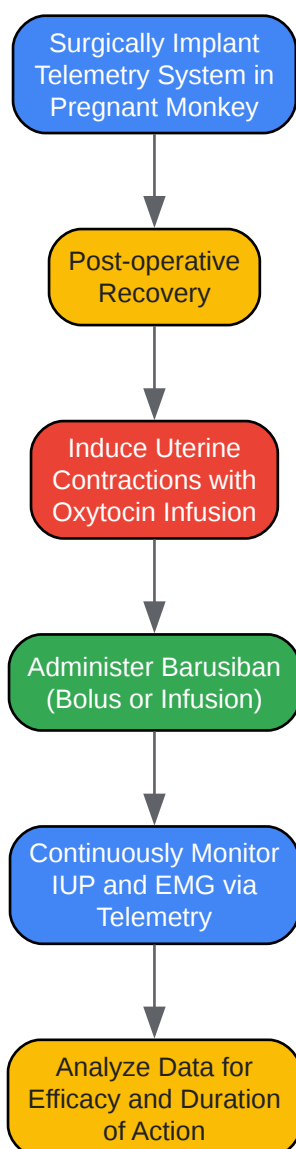 Surgically Implant
Telemetry System in
Pregnant Monkey
Post-operative
Recovery
Induce Uterine
Contractions with
Oxytocin Infusion
Administer Barusiban
(Bolus or Infusion)
Continuously Monitor
IUP and EMG via
Telemetry
Analyze Data for
Efficacy and Duration
of Action